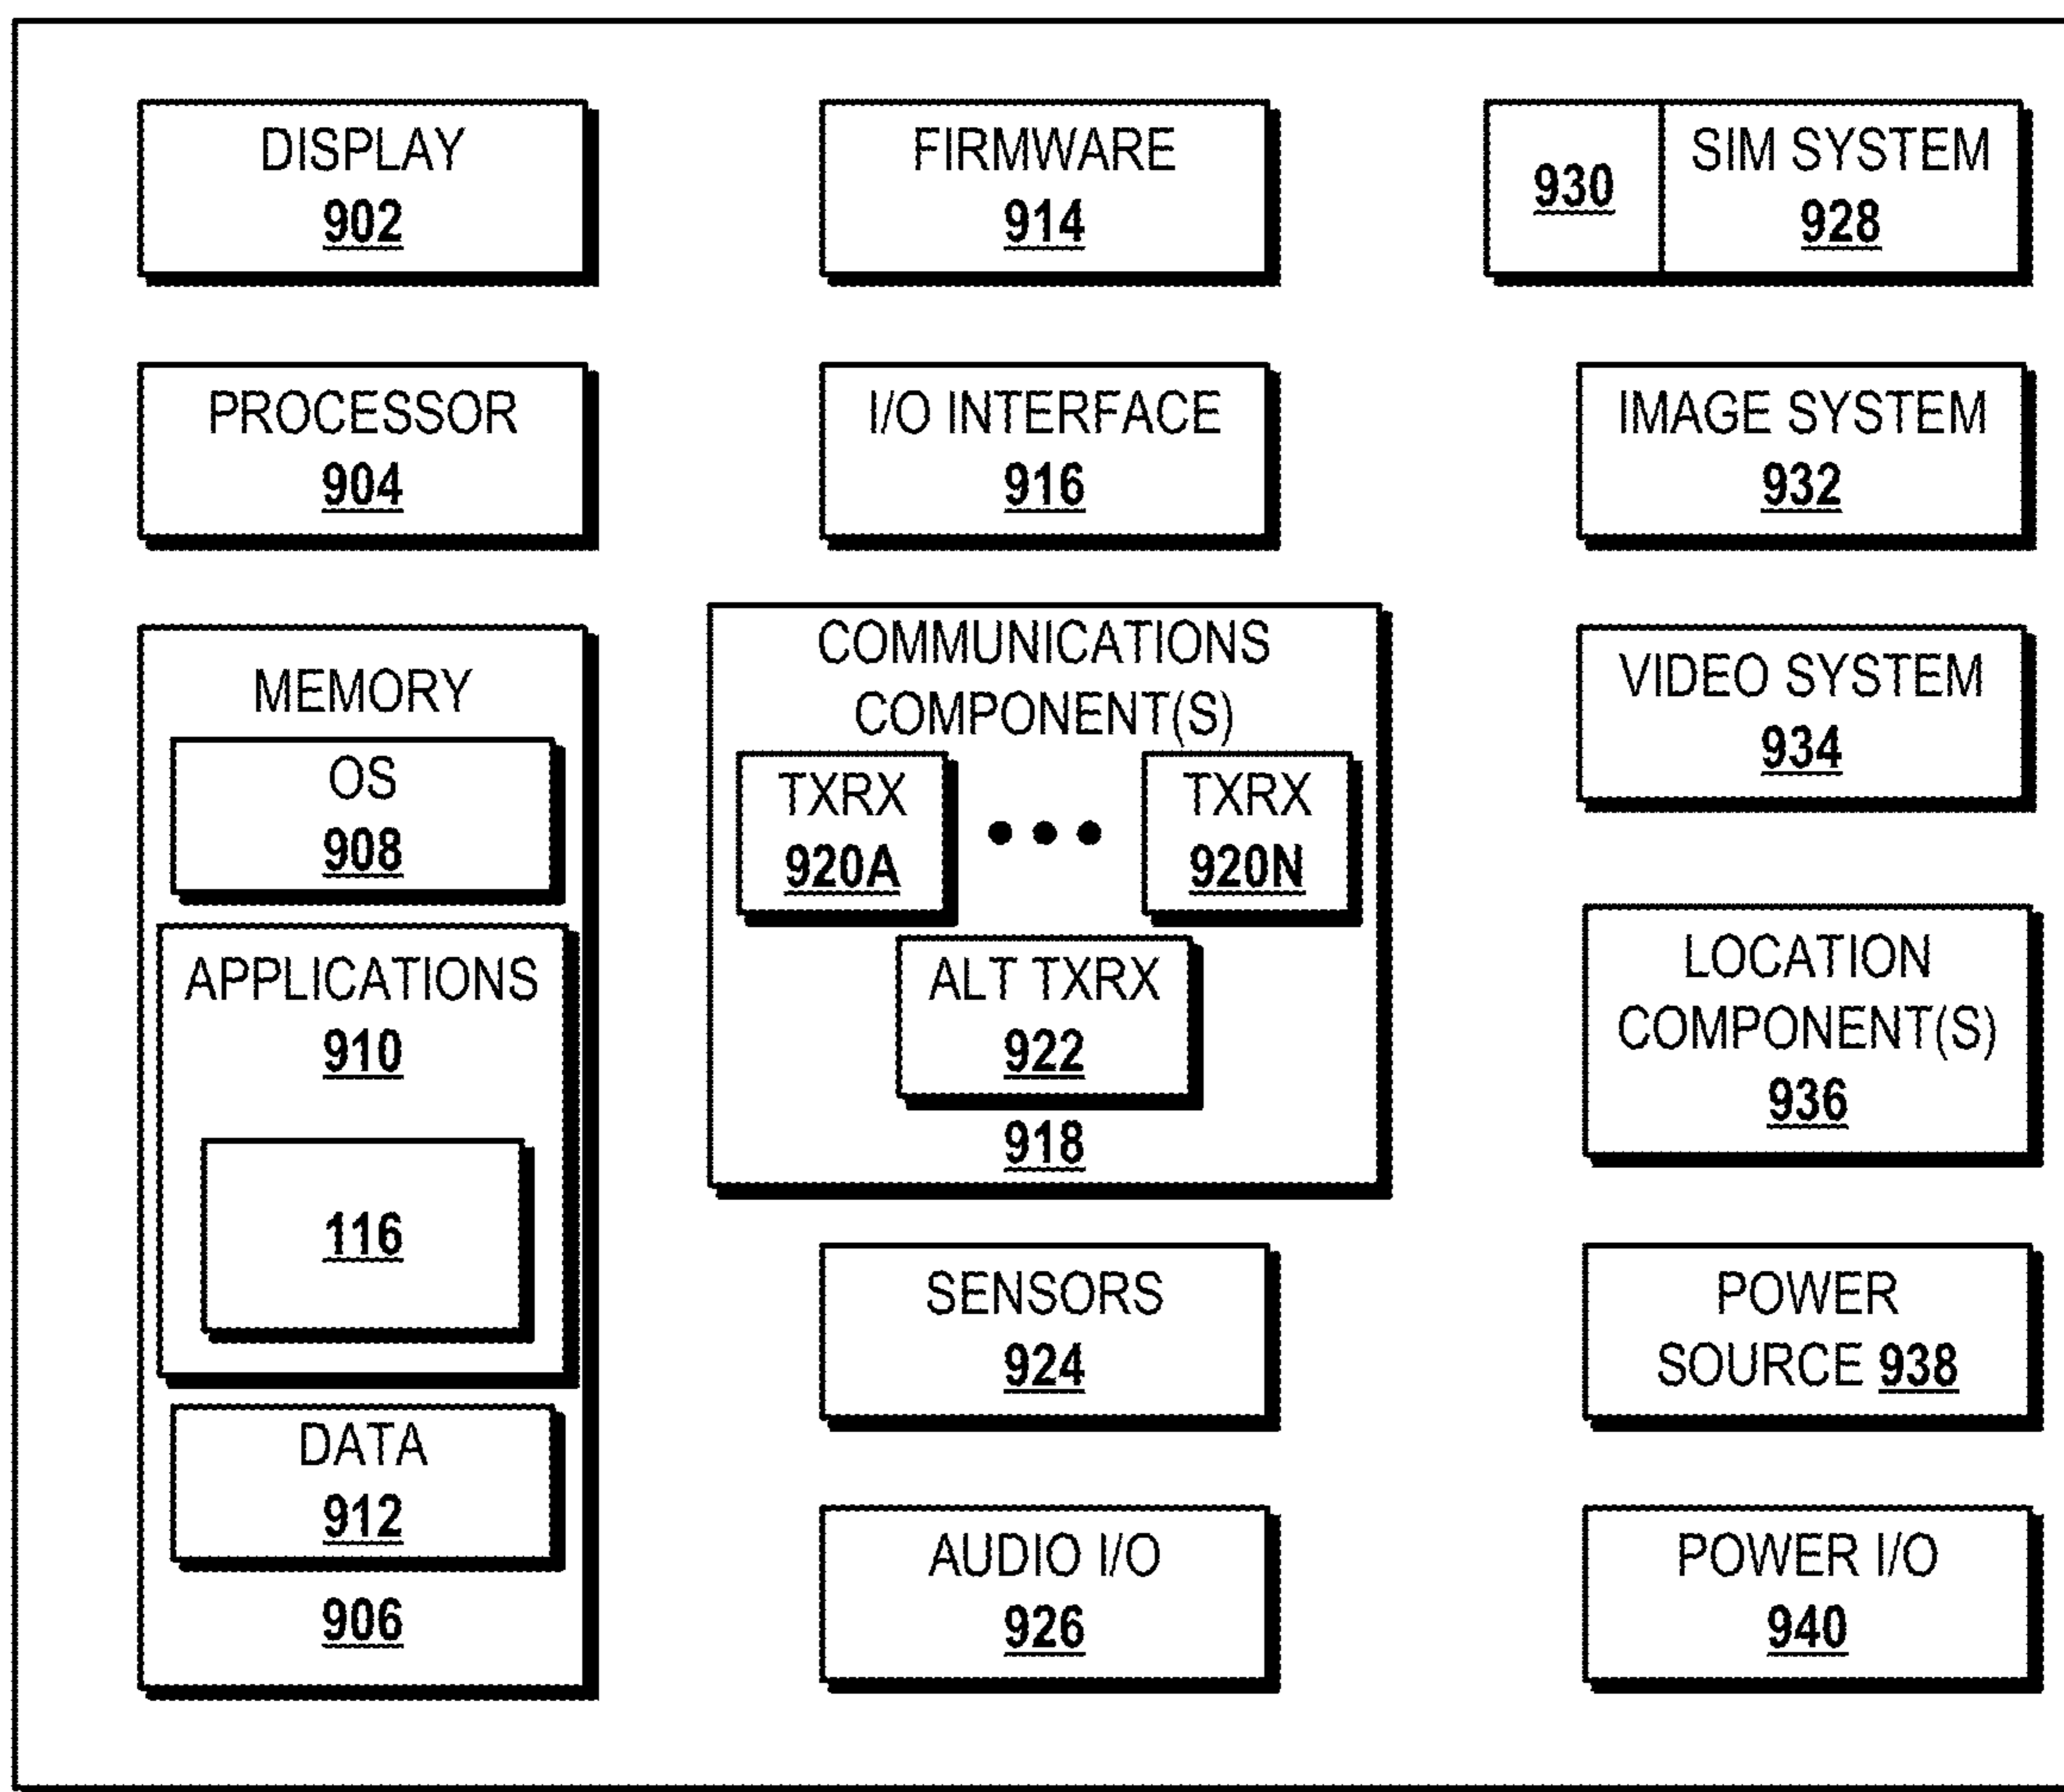 DISPLAY
902
PROCESSOR
904
MEMORY
OS
908
APPLICATIONS
910
116
DATA
912
906
FIRMWARE
914
I/O INTERFACE
916
COMMUNICATIONS
COMPONENT(S)
TXRX
920A
TXRX
920N
ALT TXRX
922
918
SENSORS
924
AUDIO I/O
926
930
SIM SYSTEM
928
IMAGE SYSTEM
932
VIDEO SYSTEM
934
LOCATION
COMPONENT(S)
936
POWER
SOURCE 938
POWER I/O
940